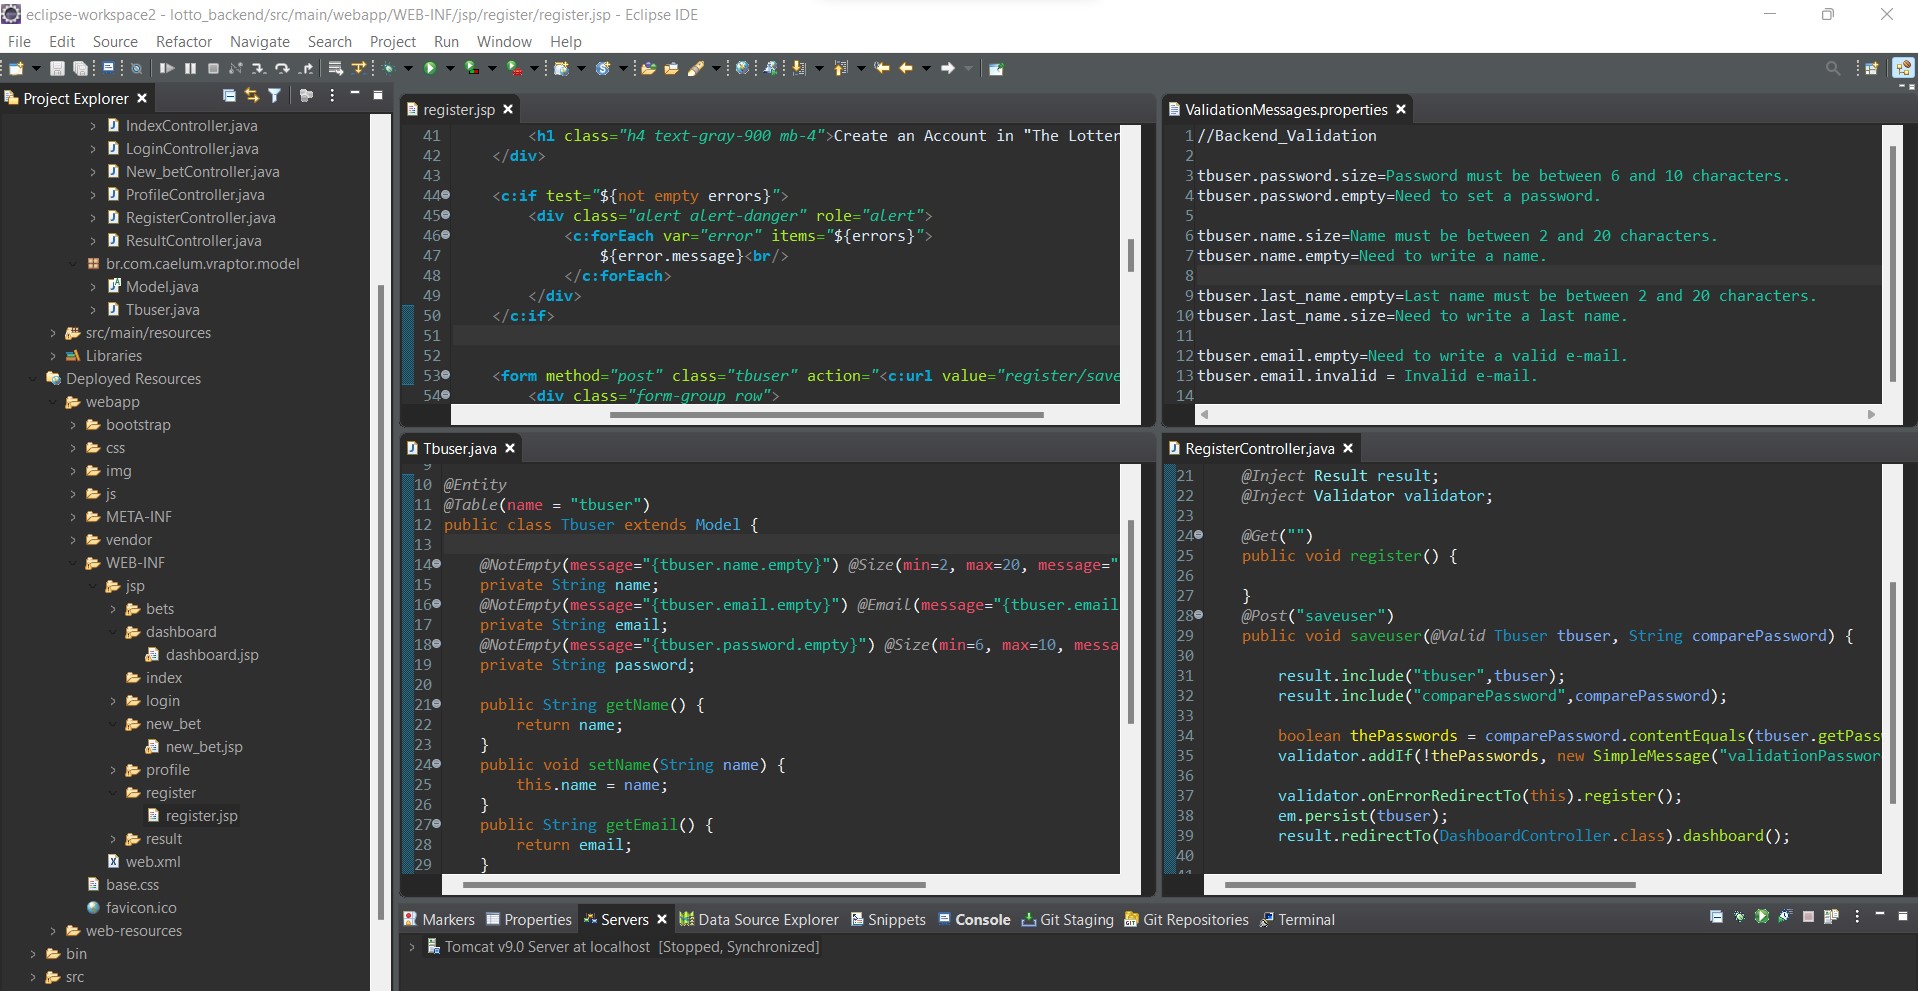 eclipse-workspace2 - lotto_backend/src/main/webapp/WEB-INF/jsp/register/register.jsp - Eclipse IDE
File Edit Source Refactor Navigate Search Project Run Window Help
Project Explorer
IndexController.java
LoginController.java
New_betController.java
ProfileController.java
RegisterController.java
ResultController.java
br.com.caelum.vraptor.model
Model.java
Tbuser.java
src/main/resources
Libraries
Deployed Resources
webapp
bootstrap
css
img
js
META-INF
vendor
WEB-INF
jsp
bets
dashboard
dashboard.jsp
index
login
new_bet
new_bet.jsp
profile
register
register.jsp
result
web.xml
base.css
favicon.ico
web-resources
bin
src
register.jsp
41 <h1 class="h4 text-gray-900 mb-4">Create an Account in "The Lotter
42 </div>
43
44 <c:if test="${not empty errors}">
45 <div class="alert alert-danger" role="alert">
46 <c:forEach var="error" items="${errors}">
47 ${error.message}<br/>
48 </c:forEach>
49 </div>
50 </c:if>
51
52
53 <form method="post" class="tbuser" action="<c:url value="register/save
54 <div class="form-group row">
ValidationMessages.properties
1 //Backend_Validation
2
3 tbuser.password.size=Password must be between 6 and 10 characters.
4 tbuser.password.empty=Need to set a password.
5
6 tbuser.name.size=Name must be between 2 and 20 characters.
7 tbuser.name.empty=Need to write a name.
8
9 tbuser.last_name.empty=Last name must be between 2 and 20 characters.
10 tbuser.last_name.size=Need to write a last name.
11
12 tbuser.email.empty=Need to write a valid e-mail.
13 tbuser.email.invalid = Invalid e-mail.
14
Tbuser.java
9
10 @Entity
11 @Table(name = "tbuser")
12 public class Tbuser extends Model {
13
14 @NotEmpty(message="{tbuser.name.empty}") @Size(min=2, max=20, message="
15 private String name;
16 @NotEmpty(message="{tbuser.email.empty}") @Email(message="{tbuser.email
17 private String email;
18 @NotEmpty(message="{tbuser.password.empty}") @Size(min=6, max=10, messa
19 private String password;
20
21 public String getName() {
22 return name;
23 }
24 public void setName(String name) {
25 this.name = name;
26 }
27 public String getEmail() {
28 return email;
29 }
RegisterController.java
21 @Inject Result result;
22 @Inject Validator validator;
23
24 @Get("")
25 public void register() {
26
27 }
28 @Post("saveuser")
29 public void saveuser(@Valid Tbuser tbuser, String comparePassword) {
30
31 result.include("tbuser",tbuser);
32 result.include("comparePassword",comparePassword);
33
34 boolean thePasswords = comparePassword.contentEquals(tbuser.getPass
35 validator.addIf(!thePasswords, new SimpleMessage("validationPasswor
36
37 validator.onErrorRedirectTo(this).register();
38 em.persist(tbuser);
39 result.redirectTo(DashboardController.class).dashboard();
40
41
Markers Properties Servers Data Source Explorer Snippets Console Git Staging Git Repositories Terminal
Tomcat v9.0 Server at localhost [Stopped, Synchronized]